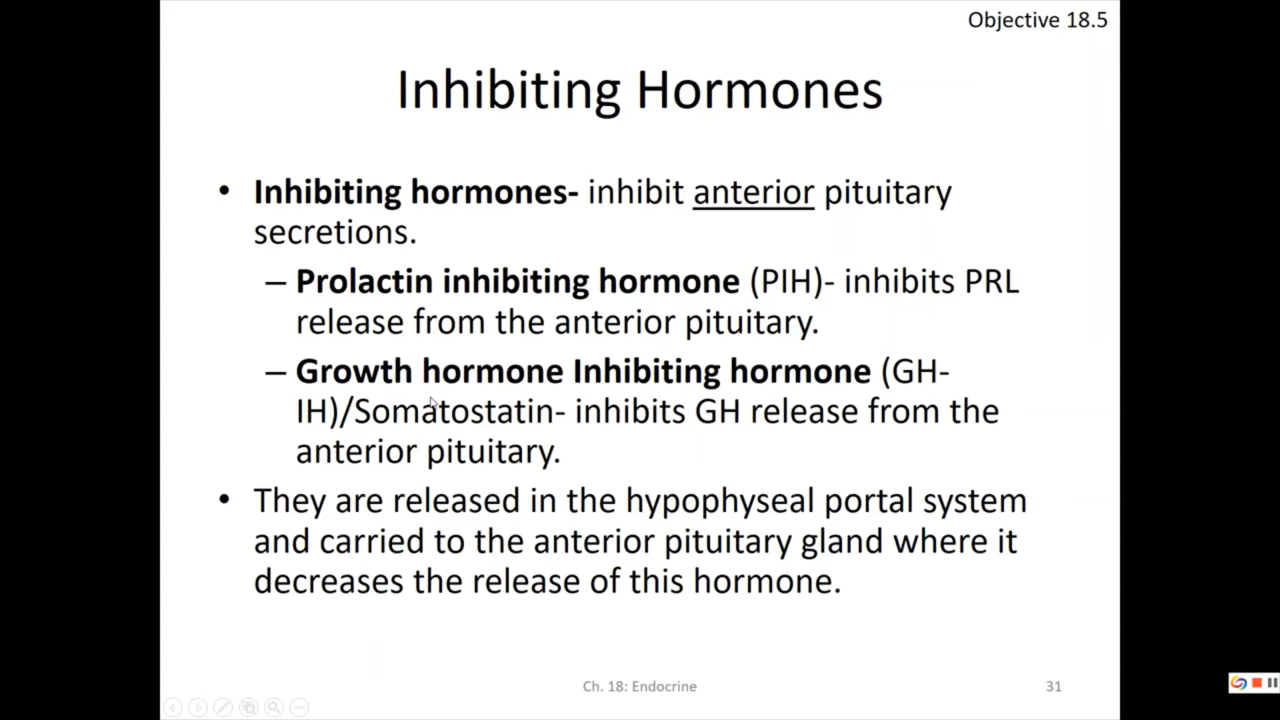 Objective 18.5
Inhibiting Hormones
• Inhibiting hormones- inhibit anterior pituitary
secretions.
– Prolactin inhibiting hormone (PIH)- inhibits PRL
release from the anterior pituitary.
– Growth hormone Inhibiting hormone (GH-
IH)/Somatostatin- inhibits GH release from the
anterior pituitary.
• They are released in the hypophyseal portal system
and carried to the anterior pituitary gland where it
decreases the release of this hormone.
Ch. 18: Endocrine
31